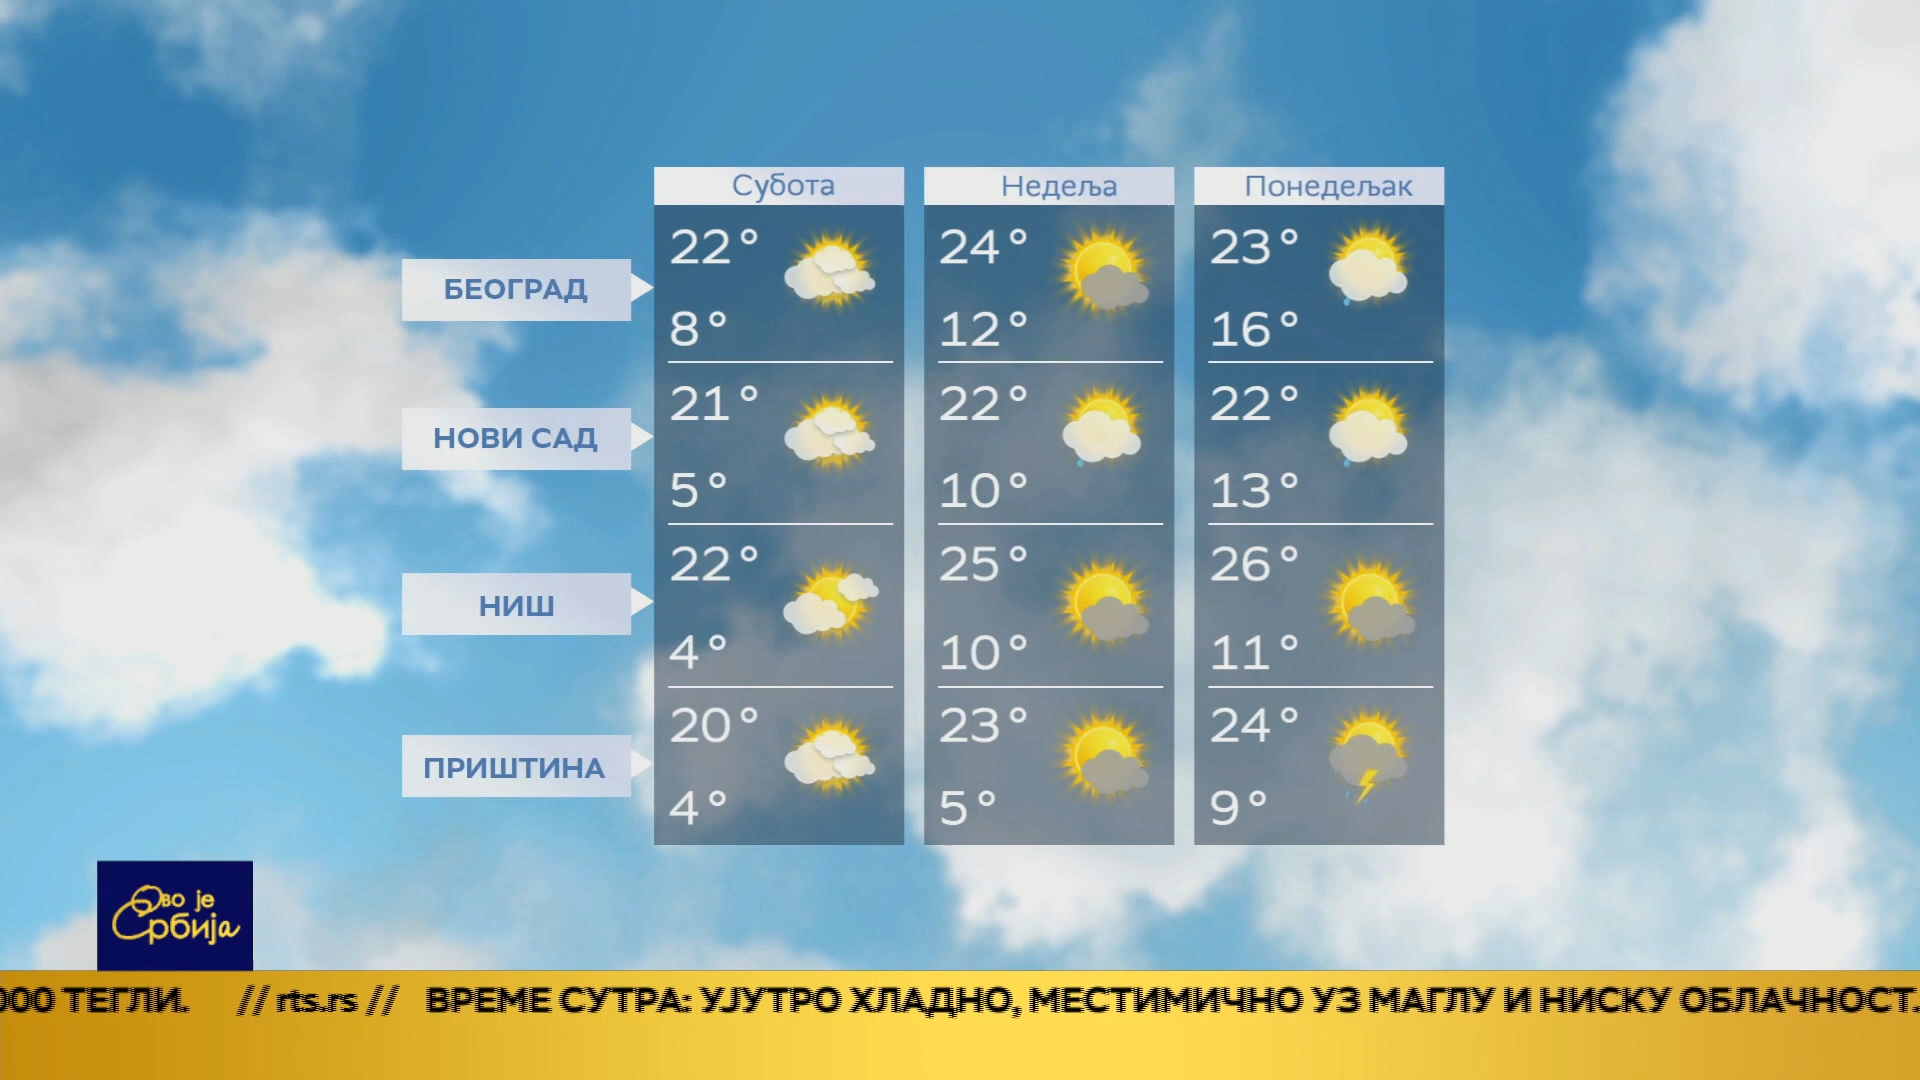 Субота Недеља Понедељак
БЕОГРАД 22° 24° 23°
8° 12° 16°
НОВИ САД 21° 22° 22°
5° 10° 13°
НИШ 22° 25° 26°
4° 10° 11°
ПРИШТИНА 20° 23° 24°
4° 5° 9°
Ово је
Србија
000 ТЕГЛИ. // rts.rs // ВРЕМЕ СУТРА: УЈУТРО ХЛАДНО, МЕСТИМИЧНО УЗ МАГЛУ И НИСКУ ОБЛАЧНОСТ.